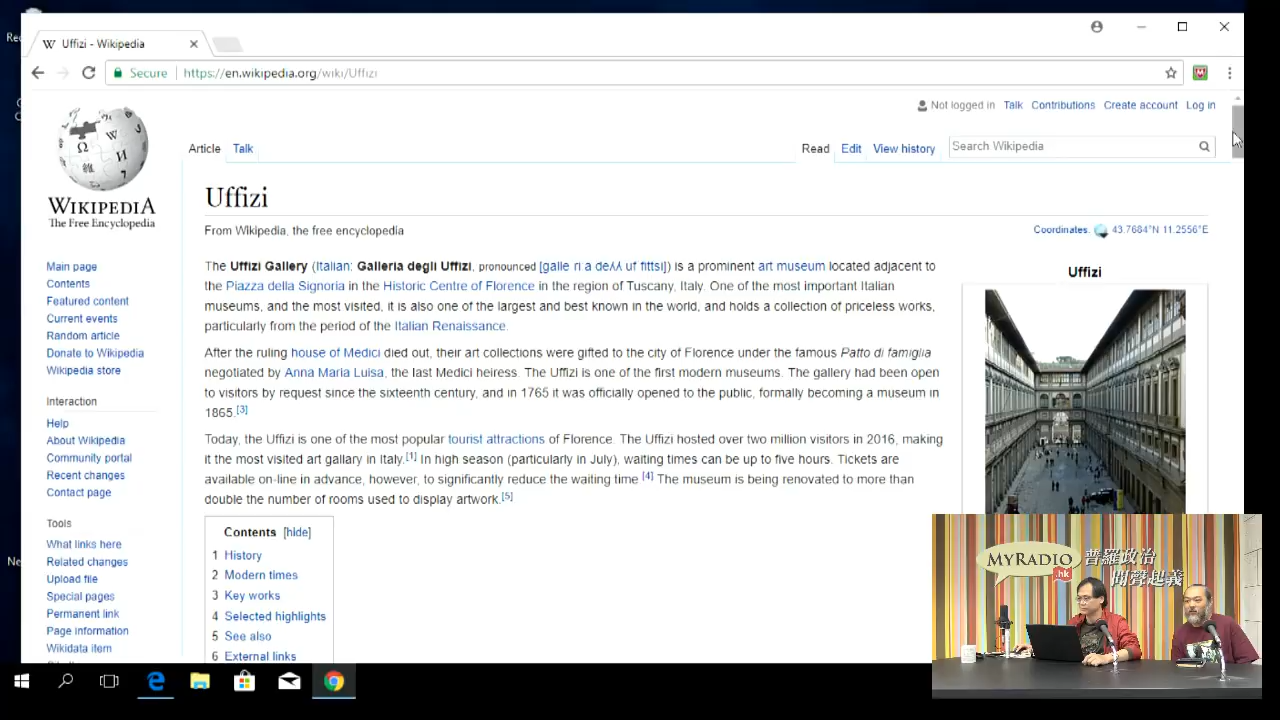 Uffizi - Wikipedia
Secure https://en.wikipedia.org/wiki/Uffizi
Not logged in Talk Contributions Create account Log in
Article Talk Read Edit View history Search Wikipedia
WIKIPEDIA
The Free Encyclopedia
Uffizi
From Wikipedia, the free encyclopedia
Coordinates: 43.7684°N 11.2556°E
The Uffizi Gallery (Italian: Galleria degli Uffizi, pronounced [galle ri a deʎʎ uf fittsi]) is a prominent art museum located adjacent to
the Piazza della Signoria in the Historic Centre of Florence in the region of Tuscany, Italy. One of the most important Italian
museums, and the most visited, it is also one of the largest and best known in the world, and holds a collection of priceless works,
particularly from the period of the Italian Renaissance.
After the ruling house of Medici died out, their art collections were gifted to the city of Florence under the famous Patto di famiglia
negotiated by Anna Maria Luisa, the last Medici heiress. The Uffizi is one of the first modern museums. The gallery had been open
to visitors by request since the sixteenth century, and in 1765 it was officially opened to the public, formally becoming a museum in
1865.[3]
Today, the Uffizi is one of the most popular tourist attractions of Florence. The Uffizi hosted over two million visitors in 2016, making
it the most visited art gallary in Italy.[1] In high season (particularly in July), waiting times can be up to five hours. Tickets are
available on-line in advance, however, to significantly reduce the waiting time [4] The museum is being renovated to more than
double the number of rooms used to display artwork.[5]
Contents [hide]
1 History
2 Modern times
3 Key works
4 Selected highlights
5 See also
6 External links
Uffizi
Main page
Contents
Featured content
Current events
Random article
Donate to Wikipedia
Wikipedia store
Interaction
Help
About Wikipedia
Community portal
Recent changes
Contact page
Tools
What links here
Related changes
Upload file
Special pages
Permanent link
Page information
Wikidata item
MYRADIO
.hk
普羅政治
聞聲起義